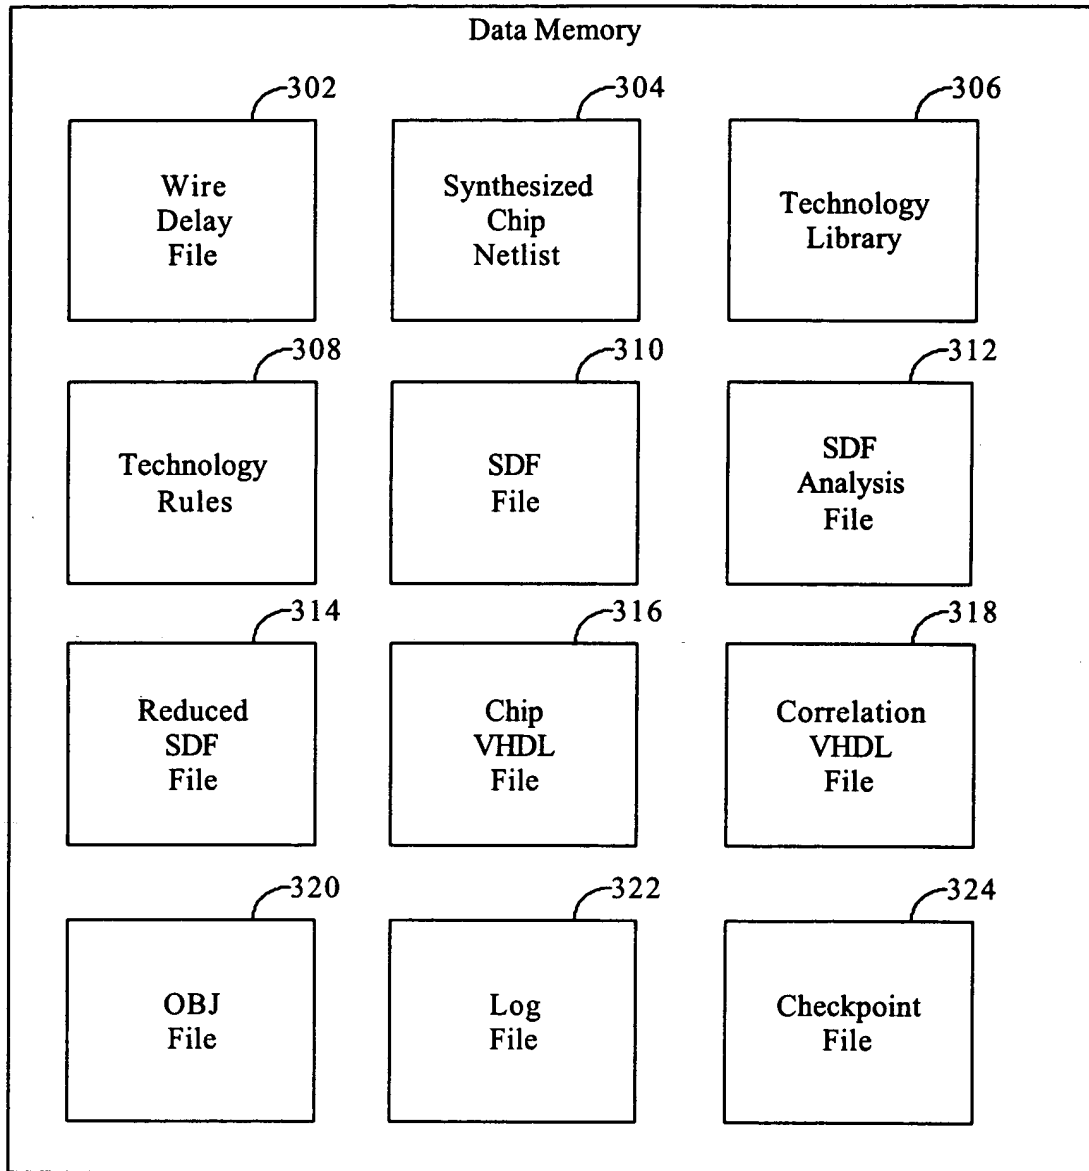 Data Memory
302
304
306
Wire
Delay
File
Synthesized
Chip
Netlist
Technology
Library
308
310
312
Technology
Rules
SDF
File
SDF
Analysis
File
314
316
318
Reduced
SDF
File
Chip
VHDL
File
Correlation
VHDL
File
320
322
324
OBJ
File
Log
File
Checkpoint
File